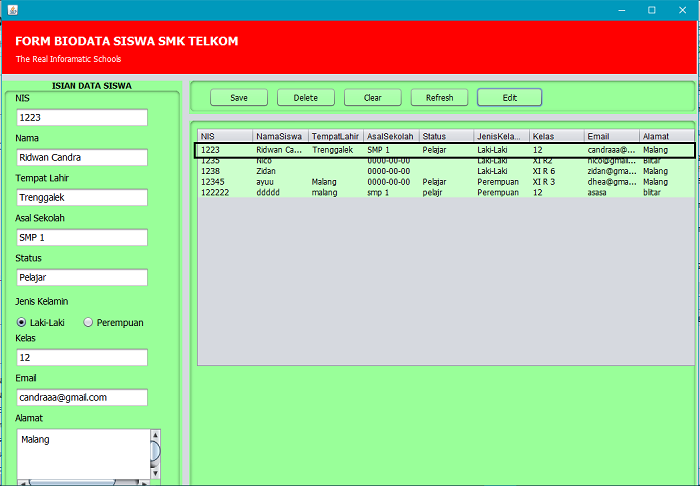 FORM BIODATA SISWA SMK TELKOM
The Real Inforamatic Schools
ISIAN DATA SISWA
NIS
1223
Nama
Ridwan Candra
Tempat Lahir
Trenggalek
Asal Sekolah
SMP 1
Status
Pelajar
Jenis Kelamin
Laki-Laki Perempuan
Kelas
12
Email
candraaa@gmail.com
Alamat
Malang
Save Delete Clear Refresh Edit
NIS NamaSiswa TempatLahir AsalSekolah Status JenisKela... Kelas Email Alamat
1223 Ridwan Ca... Trenggalek SMP 1 Pelajar Laki-Laki 12 candraaa@... Malang
1235 Nico 0000-00-00 Laki-Laki XI R2 nico@gmai... Blitar
1238 Zidan 0000-00-00 Laki-Laki XI R 6 zidan@gma... Malang
12345 ayuu Malang 0000-00-00 Pelajar Perempuan XI R 3 dhea@gma... Malang
122222 ddddd malang smp 1 pelajr Perempuan 12 asasa blitar